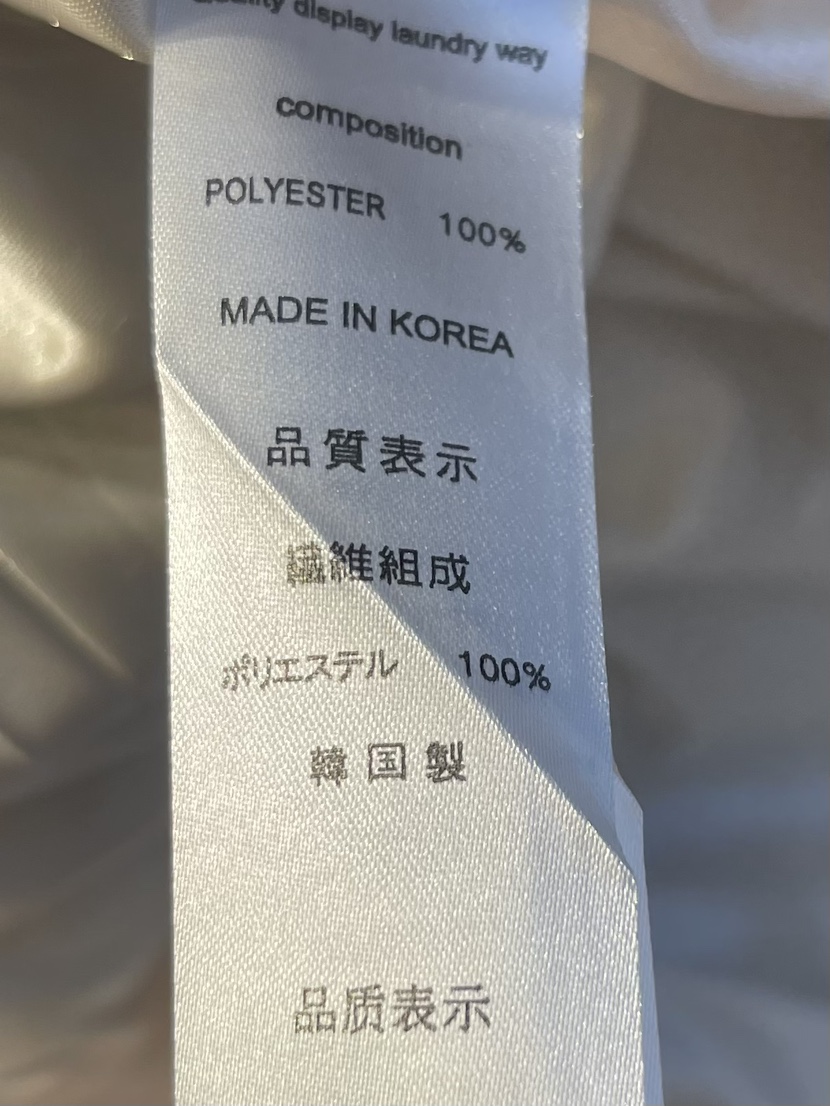 quality display laundry way
composition
POLYESTER 100%
MADE IN KOREA
品質表示
繊維組成
ポリエステル 100%
韓国製
品质表示